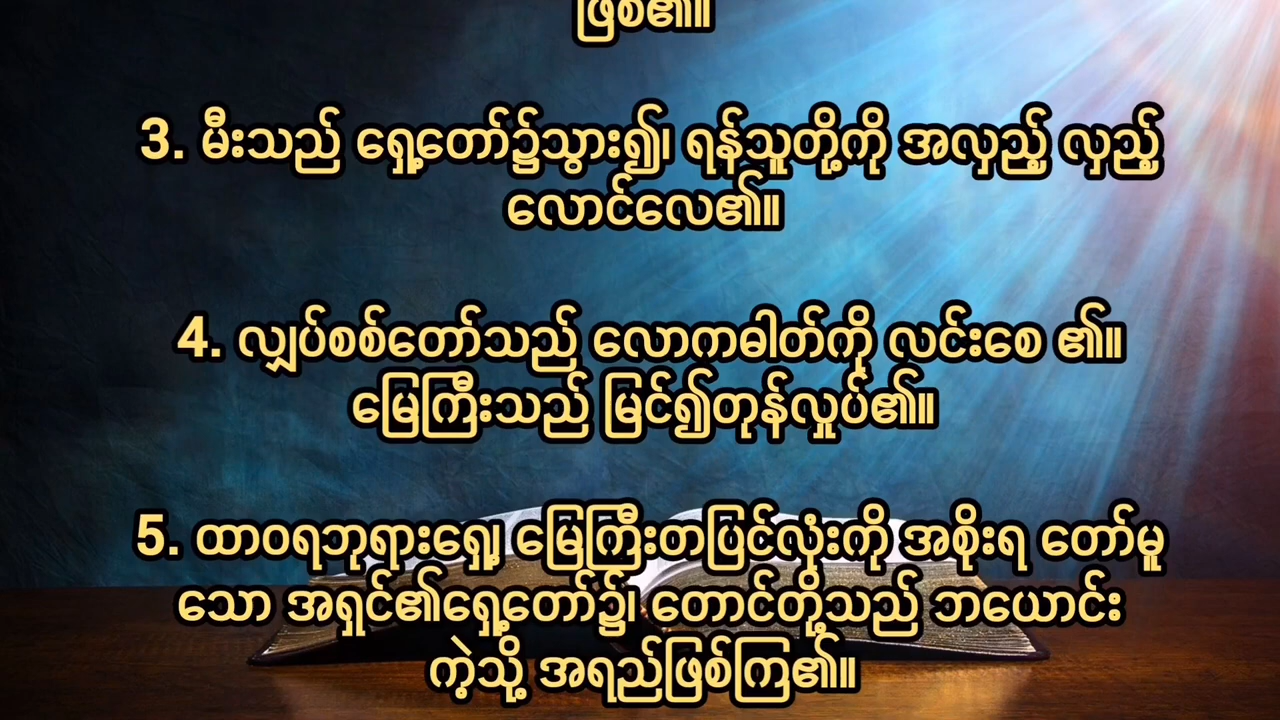 ဖြစ်၏။
3. မီးသည် ရှေ့တော်၌သွား၍၊ ရန်သူတို့ကို အလှည့် လှည့်
လောင်လေ၏။
4. လျှပ်စစ်တော်သည် လောကဓါတ်ကို လင်းစေ ၏။
မြေကြီးသည် မြင်၍တုန်လှုပ်၏။
5. ထာဝရဘုရားရှေ့၊ မြေကြီးတပြင်လုံးကို အစိုးရ တော်မူ
သော အရှင်၏ရှေ့တော်၌၊ တောင်တို့သည် ဘယောင်း
ကဲ့သို့ အရည်ဖြစ်ကြ၏။